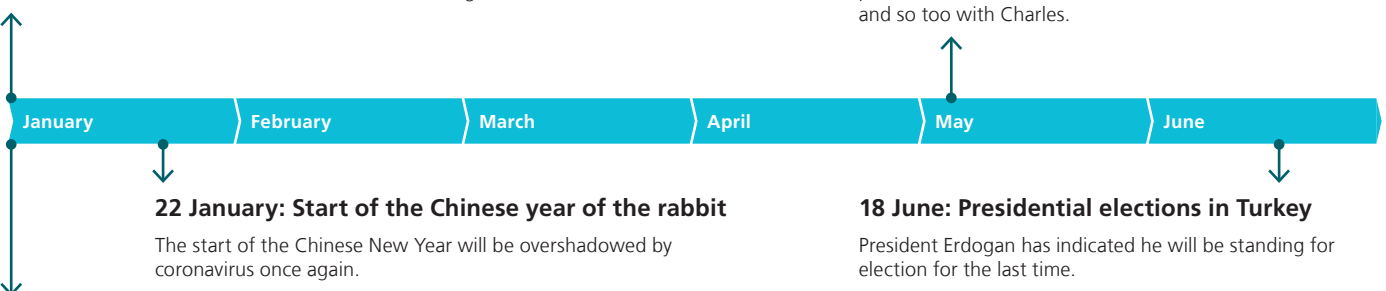 and so too with Charles.
January
February
March
April
May
June
22 January: Start of the Chinese year of the rabbit
The start of the Chinese New Year will be overshadowed by
coronavirus once again.
18 June: Presidential elections in Turkey
President Erdogan has indicated he will be standing for
election for the last time.